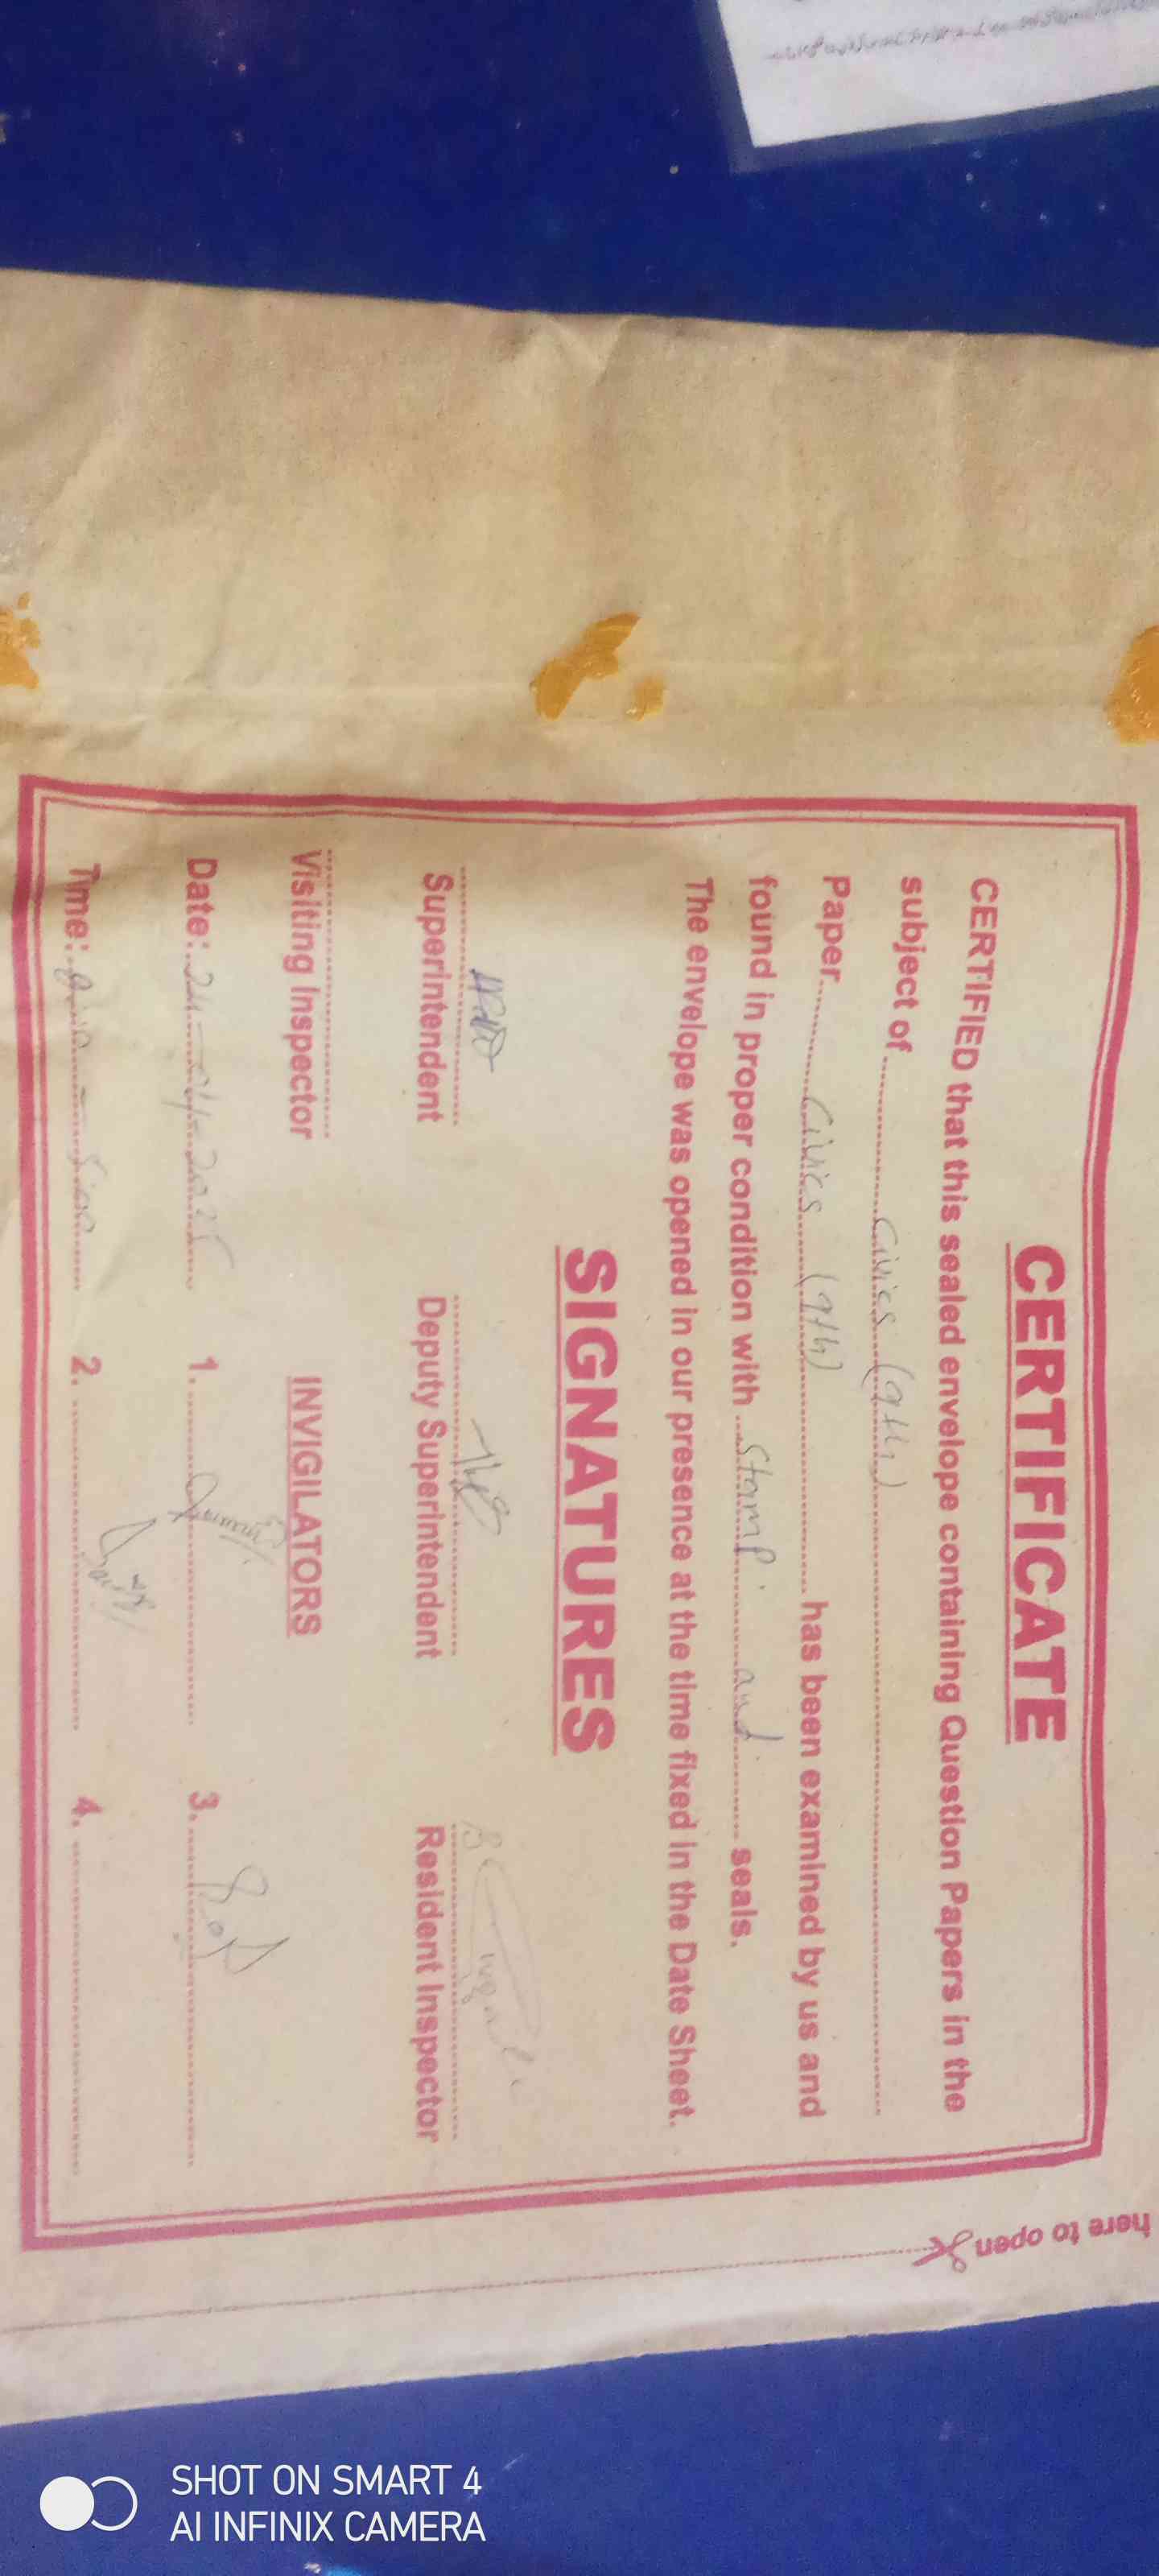 CERTIFICATE
CERTIFIED that this sealed envelope containing Question Papers in the
subject of Civics (9th)
Paper Civics (9th) has been examined by us and
found in proper condition with stamp and seals.
The envelope was opened in our presence at the time fixed in the Date Sheet.
SIGNATURES
Superintendent Deputy Superintendent Resident Inspector
Visiting Inspector INVIGILATORS
Date: 24-04-2025 1. 3.
Time: 2. 4.
here to open
SHOT ON SMART 4
AI INFINIX CAMERA